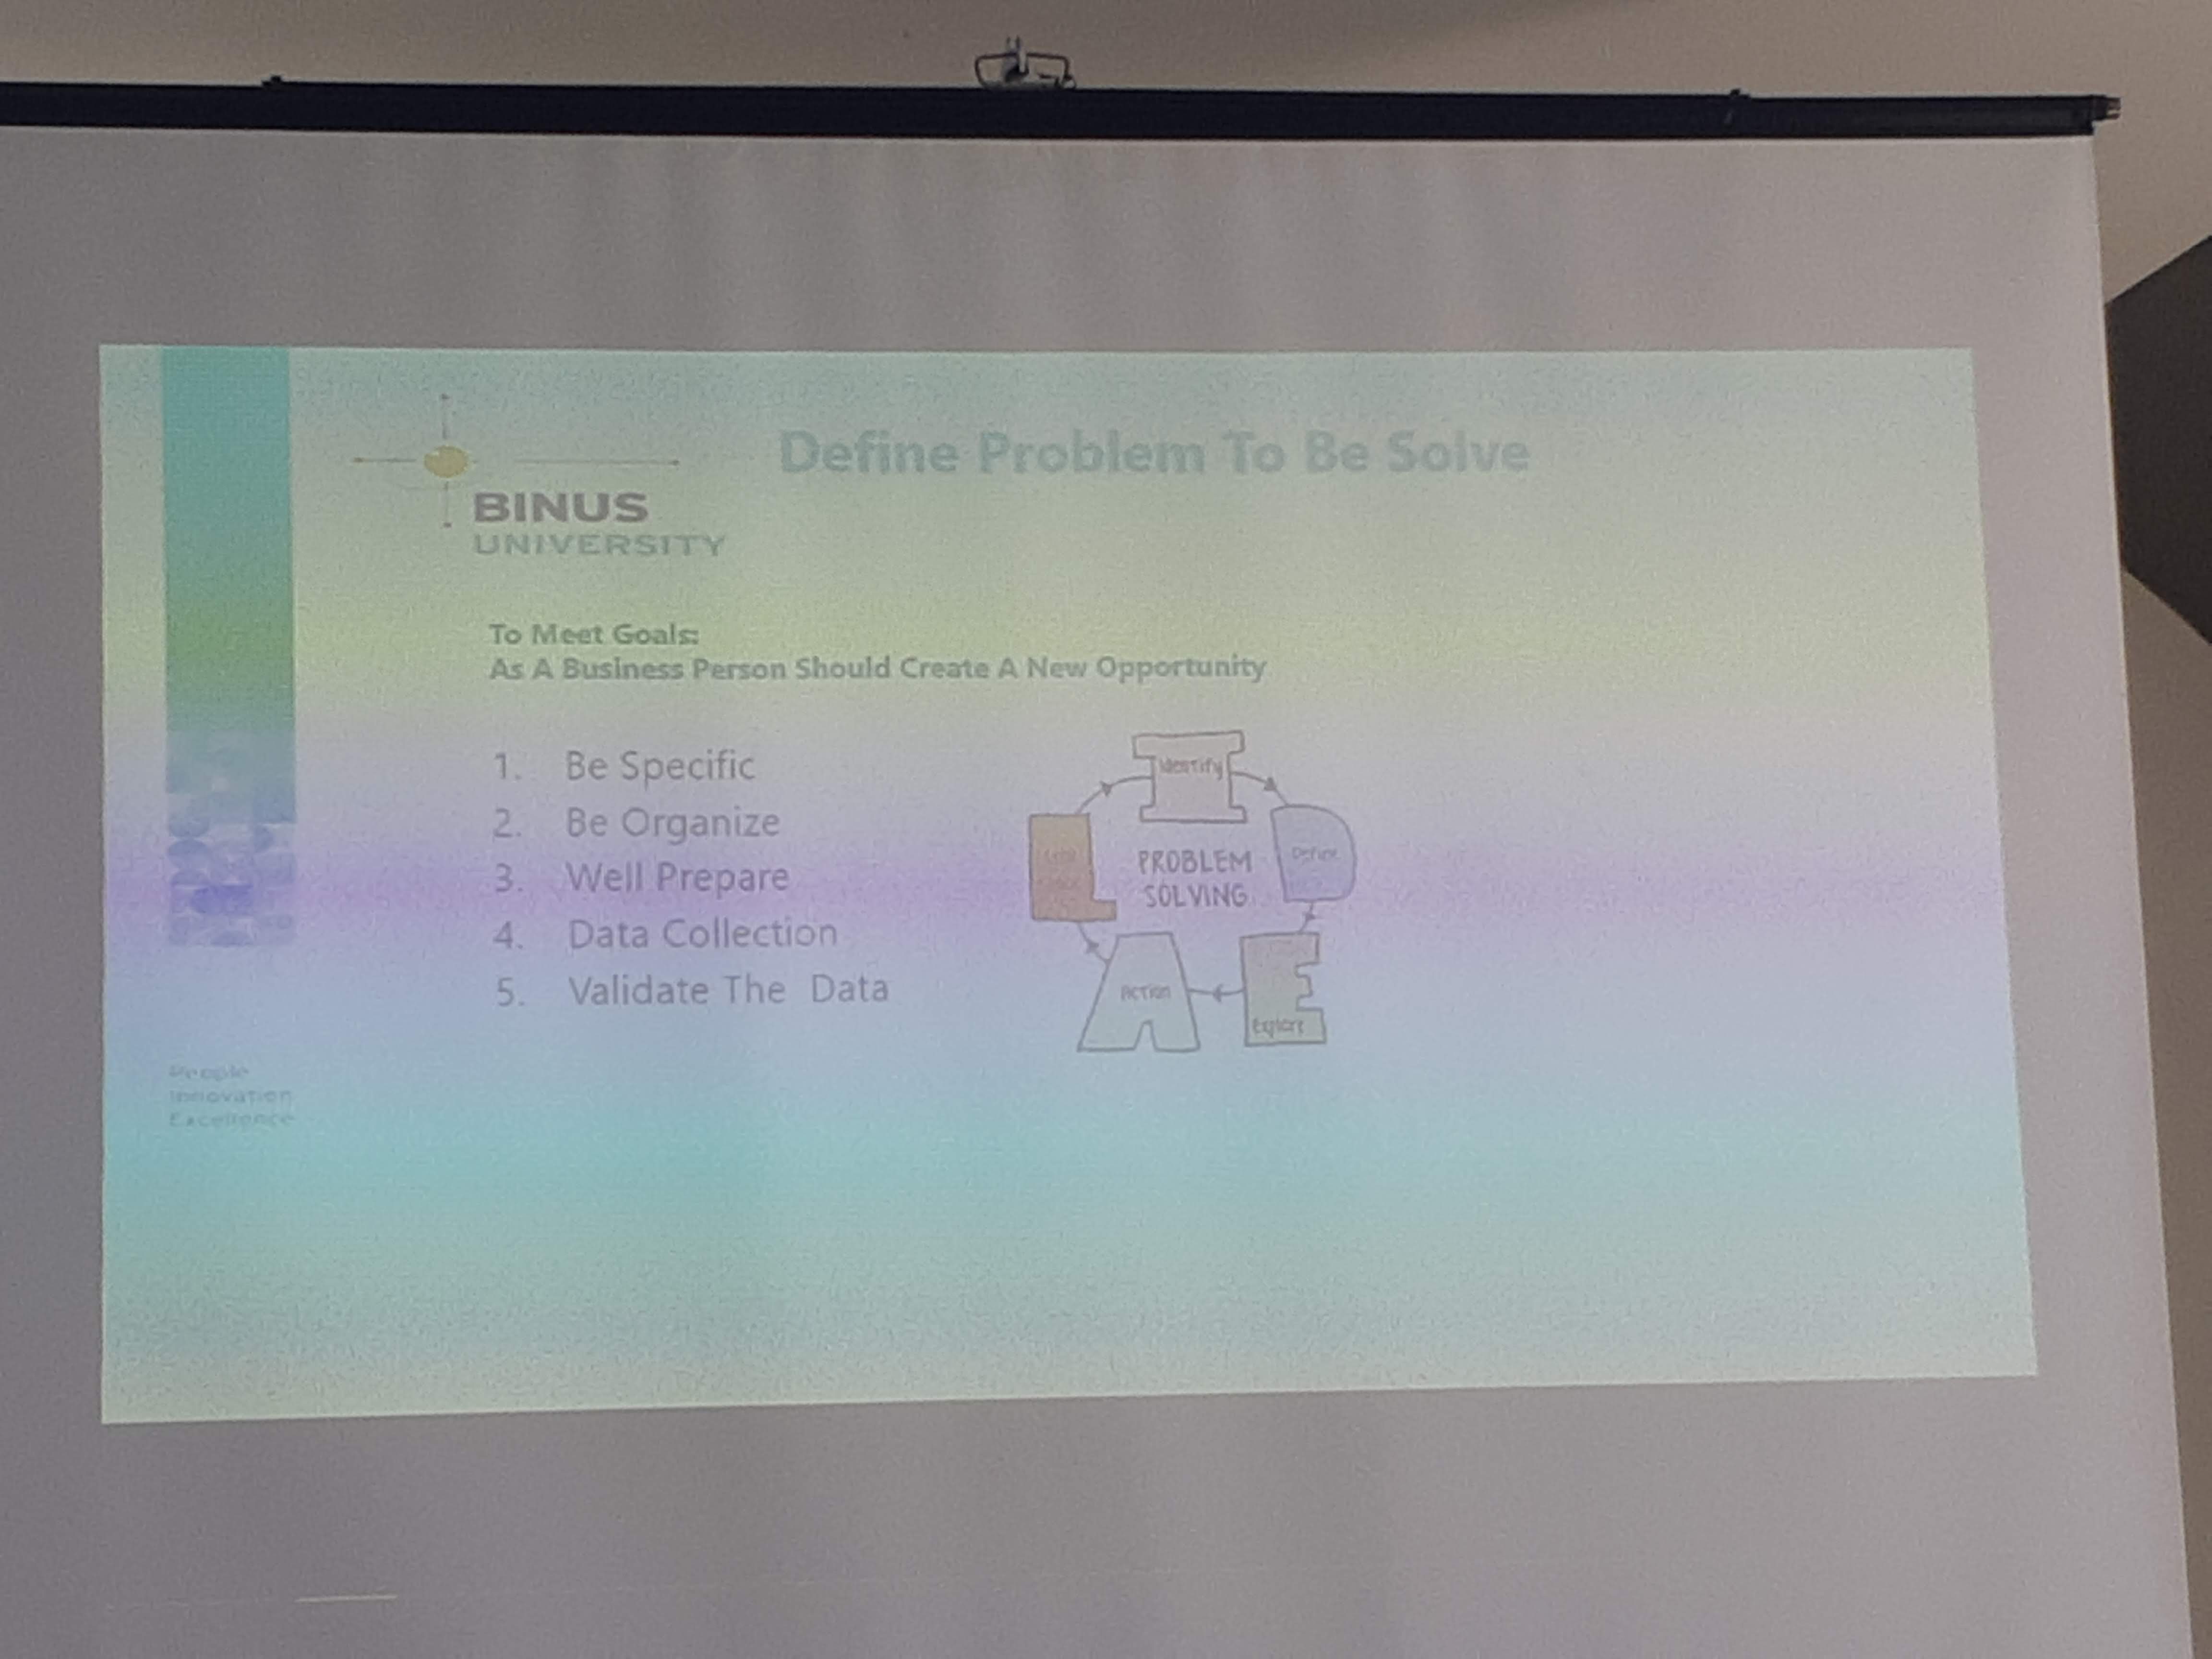 Define Problem To Be Solve
BINUS
UNIVERSITY
To Meet Goals:
As A Business Person Should Create A New Opportunity
1. Be Specific
2. Be Organize
3. Well Prepare
4. Data Collection
5. Validate The Data
Identify
Define
PROBLEM
SOLVING
Action
Explore
People
Innovation
Excellence